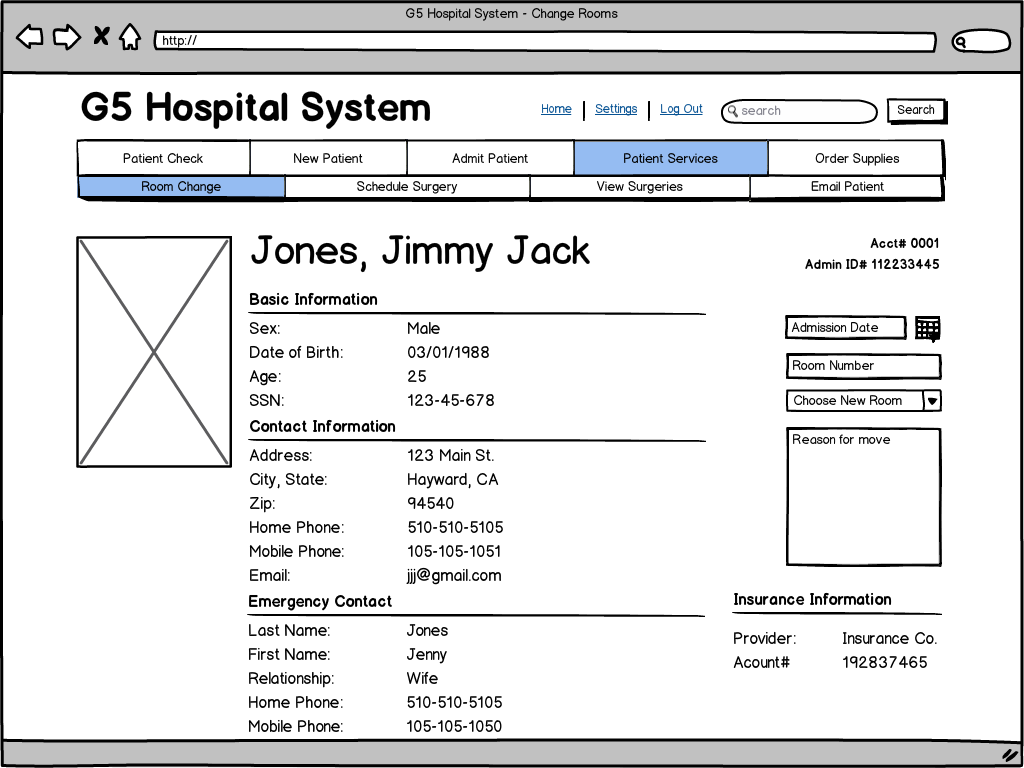 G5 Hospital System - Change Rooms
http://
G5 Hospital System
Home Settings Log Out search Search
Patient Check New Patient Admit Patient Patient Services Order Supplies
Room Change Schedule Surgery View Surgeries Email Patient
Jones, Jimmy Jack
Acct# 0001
Admin ID# 112233445
Basic Information
Sex: Male
Date of Birth: 03/01/1988
Age: 25
SSN: 123-45-678
Contact Information
Address: 123 Main St.
City, State: Hayward, CA
Zip: 94540
Home Phone: 510-510-5105
Mobile Phone: 105-105-1051
Email: jjj@gmail.com
Emergency Contact
Last Name: Jones
First Name: Jenny
Relationship: Wife
Home Phone: 510-510-5105
Mobile Phone: 105-105-1050
Admission Date
Room Number
Choose New Room
Reason for move
Insurance Information
Provider: Insurance Co.
Acount# 192837465